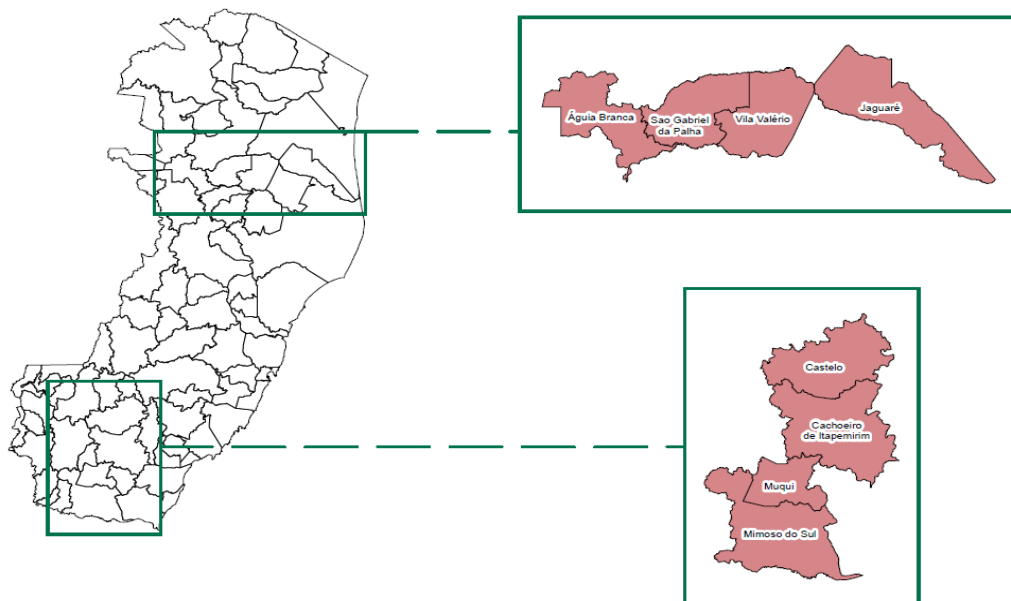 Águia Branca
Sao Gabriel
da Palha
Vila Valério
Jaguaré
Castelo
Cachoeiro
de Itapemirim
Muqui
Mimoso do Sul